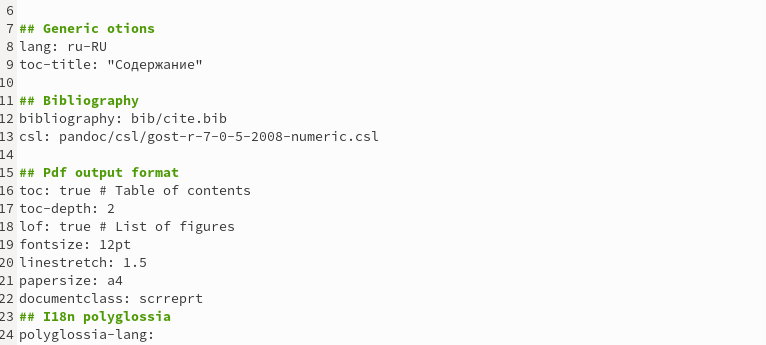 6
7 ## Generic otions
8 lang: ru-RU
9 toc-title: "Содержание"
10
11 ## Bibliography
12 bibliography: bib/cite.bib
13 csl: pandoc/csl/gost-r-7-0-5-2008-numeric.csl
14
15 ## Pdf output format
16 toc: true # Table of contents
17 toc-depth: 2
18 lof: true # List of figures
19 fontsize: 12pt
20 linestretch: 1.5
21 papersize: a4
22 documentclass: scrreprt
23 ## I18n polyglossia
24 polyglossia-lang: